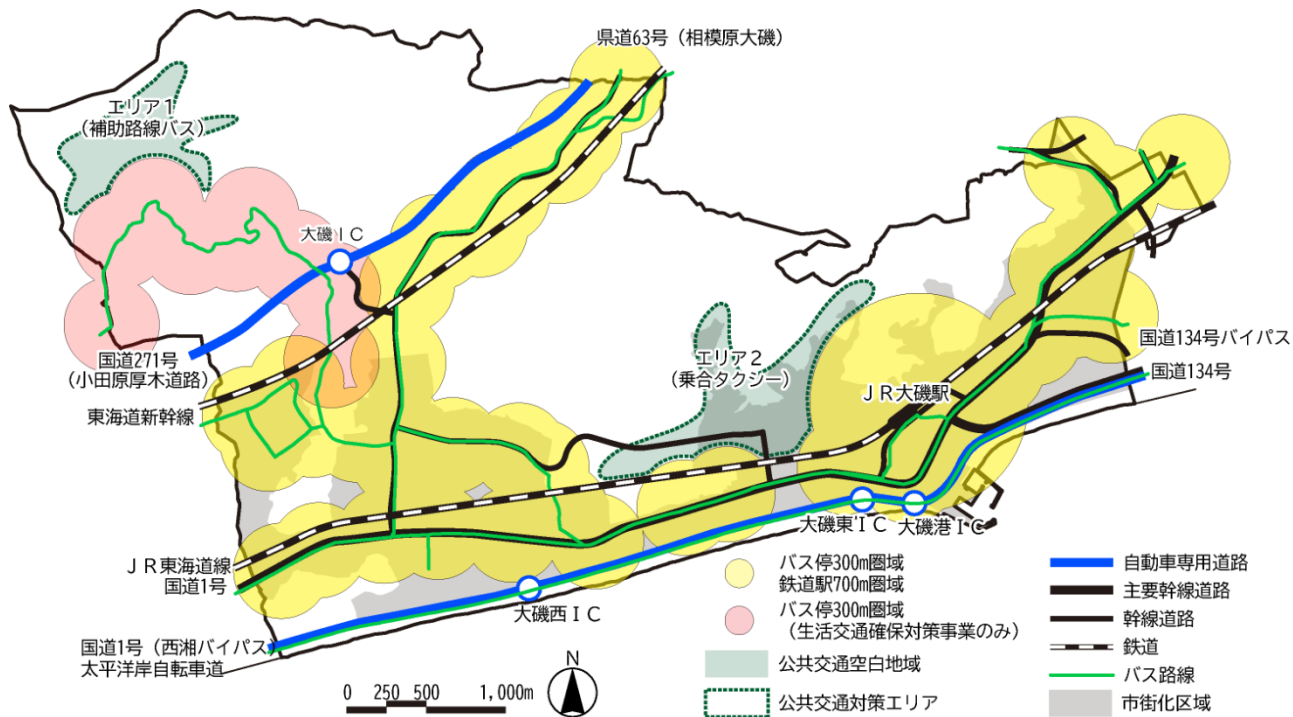 県道63号（相模原大磯）
エリア１
（補助路線バス）
大磯ＩＣ
国道271号
（小田原厚木道路）
東海道新幹線
エリア２
（乗合タクシー）
ＪＲ大磯駅
国道134号バイパス
国道134号
大磯東ＩＣ
大磯港ＩＣ
ＪＲ東海道線
国道1号
大磯西ＩＣ
国道1号（西湘バイパス）
太平洋岸自転車道
0 250 500 1,000m
N
バス停300m圏域
鉄道駅700m圏域
バス停300m圏域
（生活交通確保対策事業のみ）
公共交通空白地域
公共交通対策エリア
自動車専用道路
主要幹線道路
幹線道路
鉄道
バス路線
市街化区域